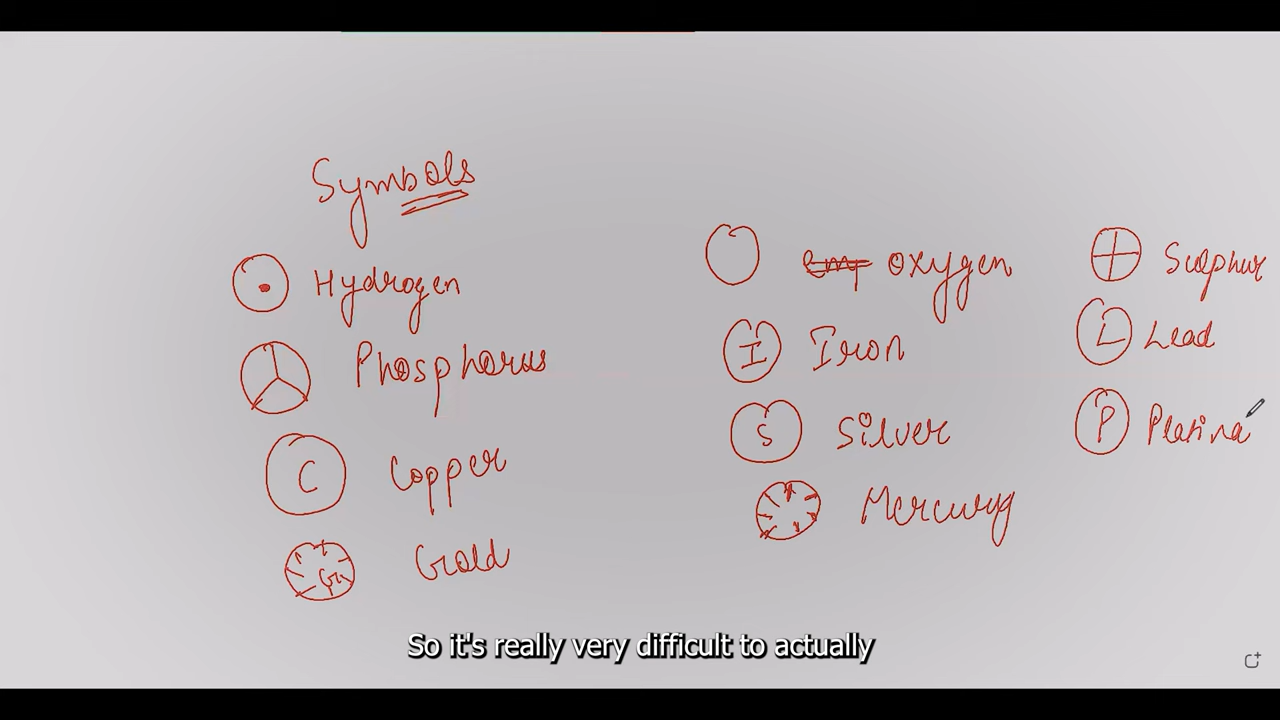 Symbols
Hydrogen
Phosphorus
C Copper
G Gold
oxygen
I Iron
S Silver
Mercury
Sulphur
L Lead
P Platina
So it's really very difficult to actually